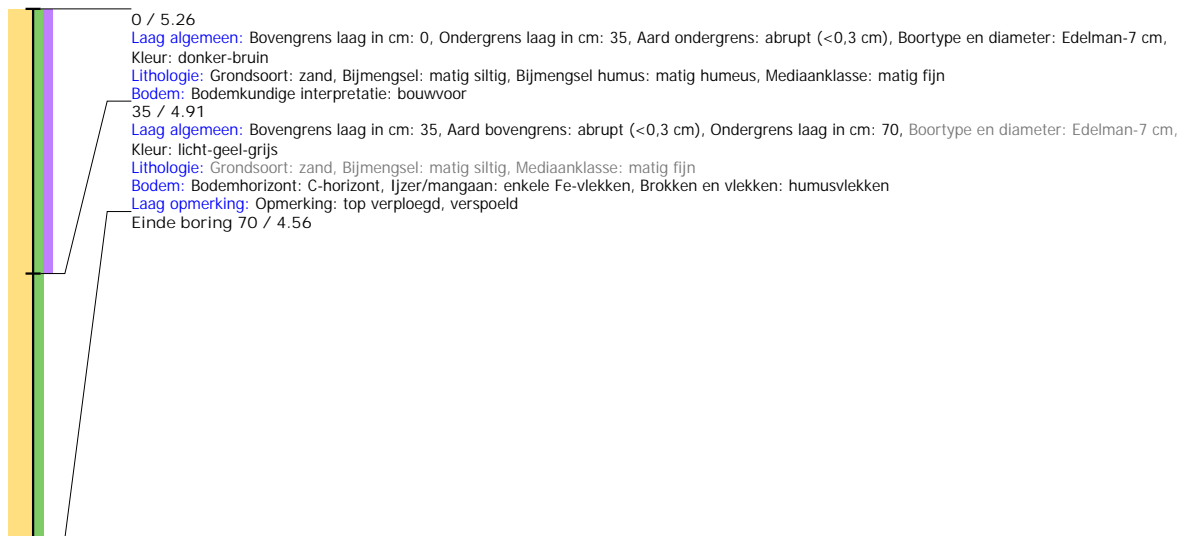 0 / 5.26
Laag algemeen: Bovengrens laag in cm: 0, Ondergrens laag in cm: 35, Aard ondergrens: abrupt (<0,3 cm), Boortype en diameter: Edelman-7 cm,
Kleur: donker-bruin
Lithologie: Grondsoort: zand, Bijmengsel: matig siltig, Bijmengsel humus: matig humeus, Mediaanklasse: matig fijn
Bodem: Bodemkundige interpretatie: bouwvoor
35 / 4.91
Laag algemeen: Bovengrens laag in cm: 35, Aard bovengrens: abrupt (<0,3 cm), Ondergrens laag in cm: 70, Boortype en diameter: Edelman-7 cm,
Kleur: licht-geel-grijs
Lithologie: Grondsoort: zand, Bijmengsel: matig siltig, Mediaanklasse: matig fijn
Bodem: Bodemhorizont: C-horizont, Ijzer/mangaan: enkele Fe-vlekken, Brokken en vlekken: humusvlekken
Laag opmerking: Opmerking: top verploegd, verspoeld
Einde boring 70 / 4.56